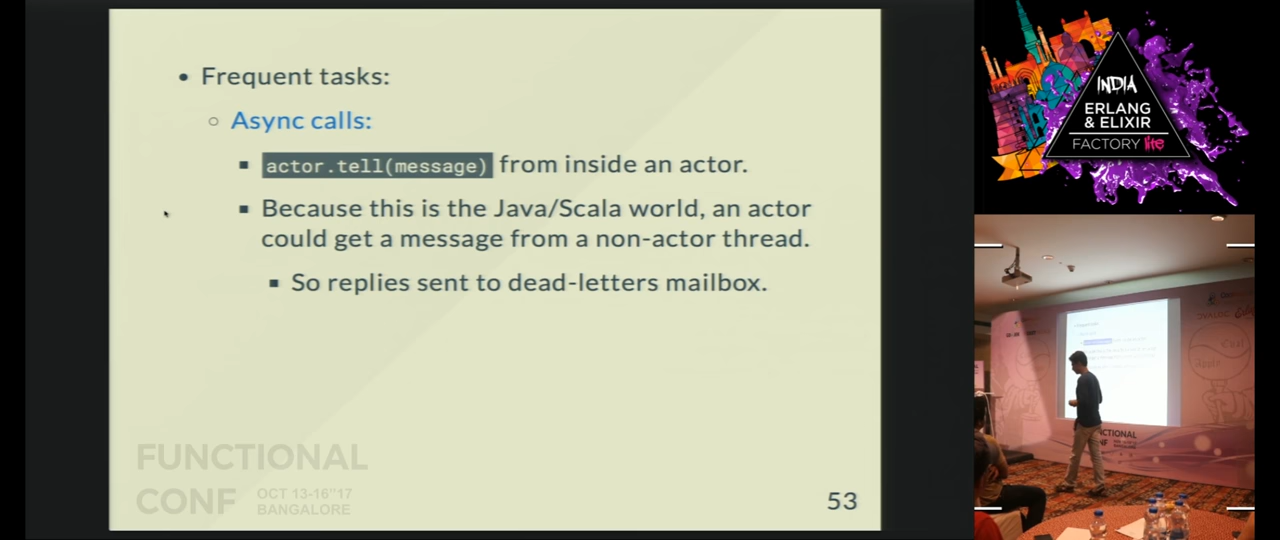 • Frequent tasks:
○ Async calls:
▪ actor.tell(message) from inside an actor.
▪ Because this is the Java/Scala world, an actor
could get a message from a non-actor thread.
▪ So replies sent to dead-letters mailbox.
FUNCTIONAL
CONF OCT 13-16"17
BANGALORE
53
INDIA
ERLANG
& ELIXIR
FACTORY lite